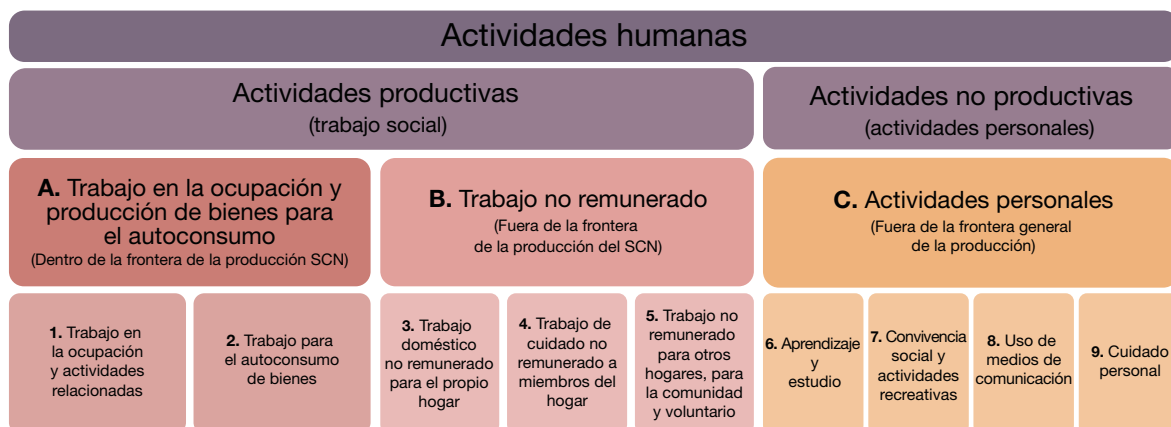 Actividades humanas
Actividades productivas
(trabajo social)
Actividades no productivas
(actividades personales)
A. Trabajo en la ocupación y
producción de bienes para
el autoconsumo
(Dentro de la frontera de la producción SCN)
B. Trabajo no remunerado
(Fuera de la frontera
de la producción del SCN)
C. Actividades personales
(Fuera de la frontera general
de la producción)
1. Trabajo en
la ocupación
y actividades
relacionadas
2. Trabajo para
el autoconsumo
de bienes
3. Trabajo
doméstico
no remunerado
para el propio
hogar
4. Trabajo de
cuidado no
remunerado a
miembros del
hogar
5. Trabajo no
remunerado
para otros
hogares, para
la comunidad
y voluntario
6. Aprendizaje
y
estudio
7. Convivencia
social y
actividades
recreativas
8. Uso de
medios de
comunicación
9. Cuidado
personal